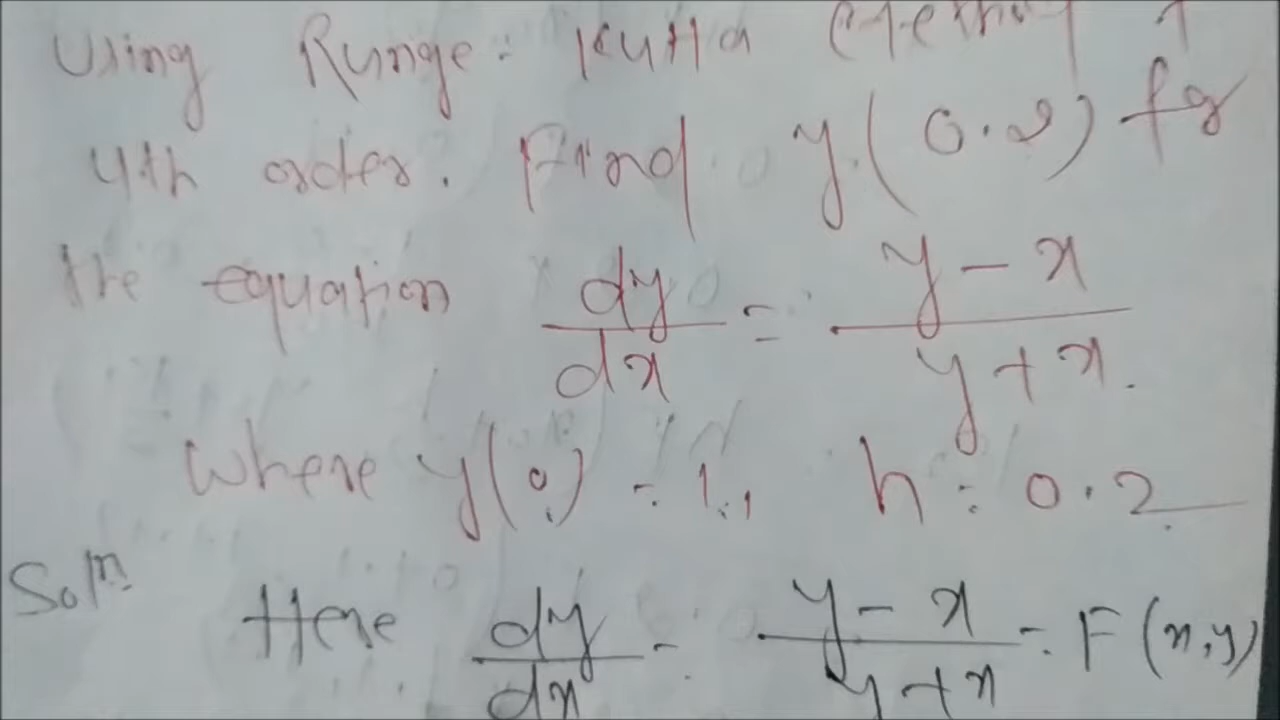 Using Runge-Kutta method of
4th order. Find y(0.2) for
the equation dy/dx = y-x/y+x.
where y(0) = 1, h = 0.2
Soln. Here dy/dx = y-x/y+x = F(x,y)